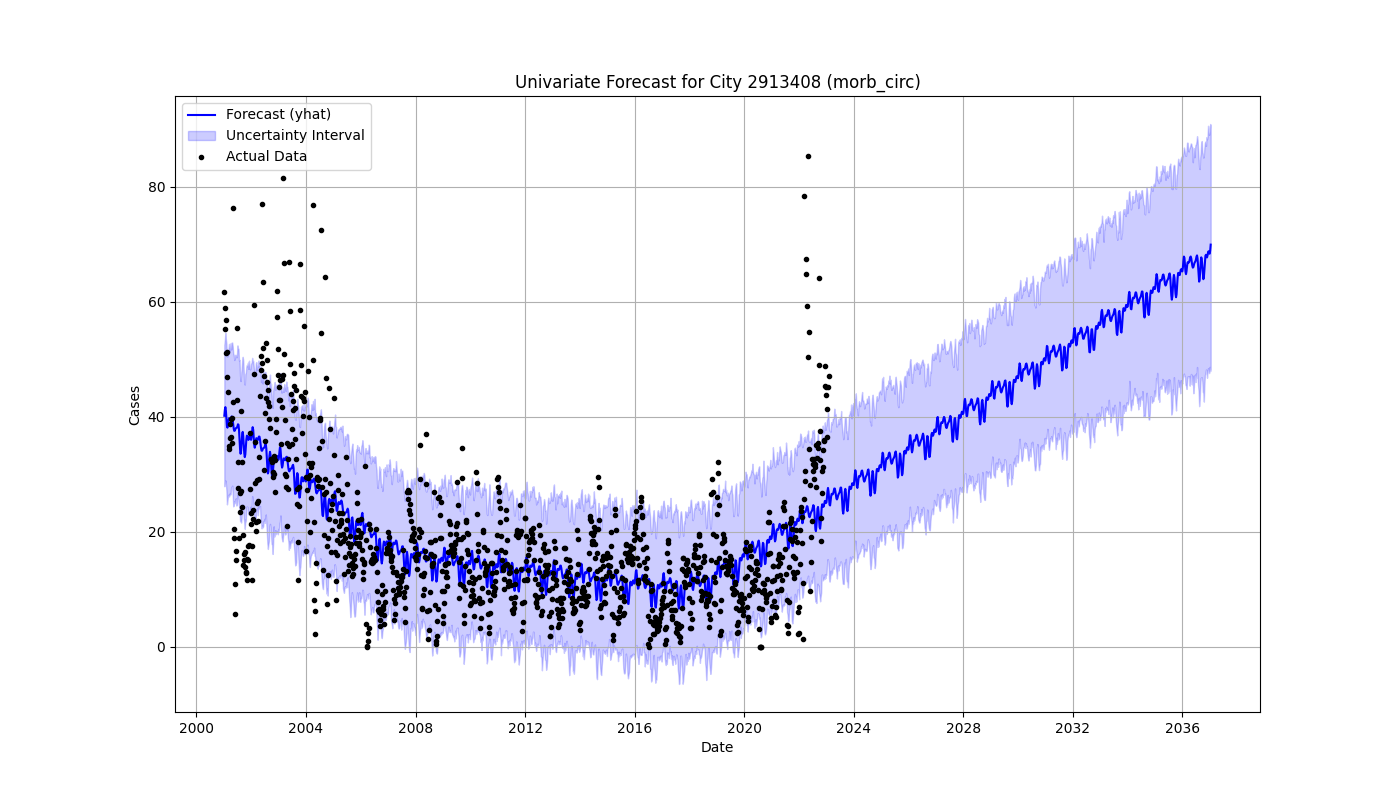 Univariate Forecast for City 2913408 (morb_circ)
Forecast (yhat)
Uncertainty Interval
Actual Data
Cases
80
60
40
20
0
2000 2004 2008 2012 2016 2020 2024 2028 2032 2036
Date